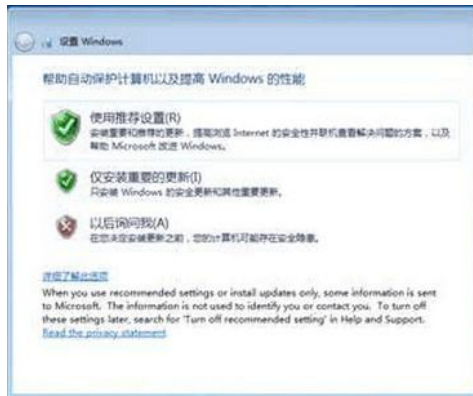 设置 Windows
帮助自动保护计算机以及提高 Windows 的性能
使用推荐设置(R)
安装重要和推荐的更新，提高浏览 Internet 的安全性并联机查看解决问题的方案，以及
帮助 Microsoft 改进 Windows。
仅安装重要的更新(I)
只安装 Windows 的安全更新和其他重要更新。
以后询问我(A)
在您决定安装更新之前，您的计算机可能存在安全隐患。
详细了解此选项
When you use recommended settings or install updates only, some information is sent
to Microsoft. The information is not used to identify you or contact you. To turn off
these settings later, search for 'Turn off recommended setting' in Help and Support.
Read the privacy statement